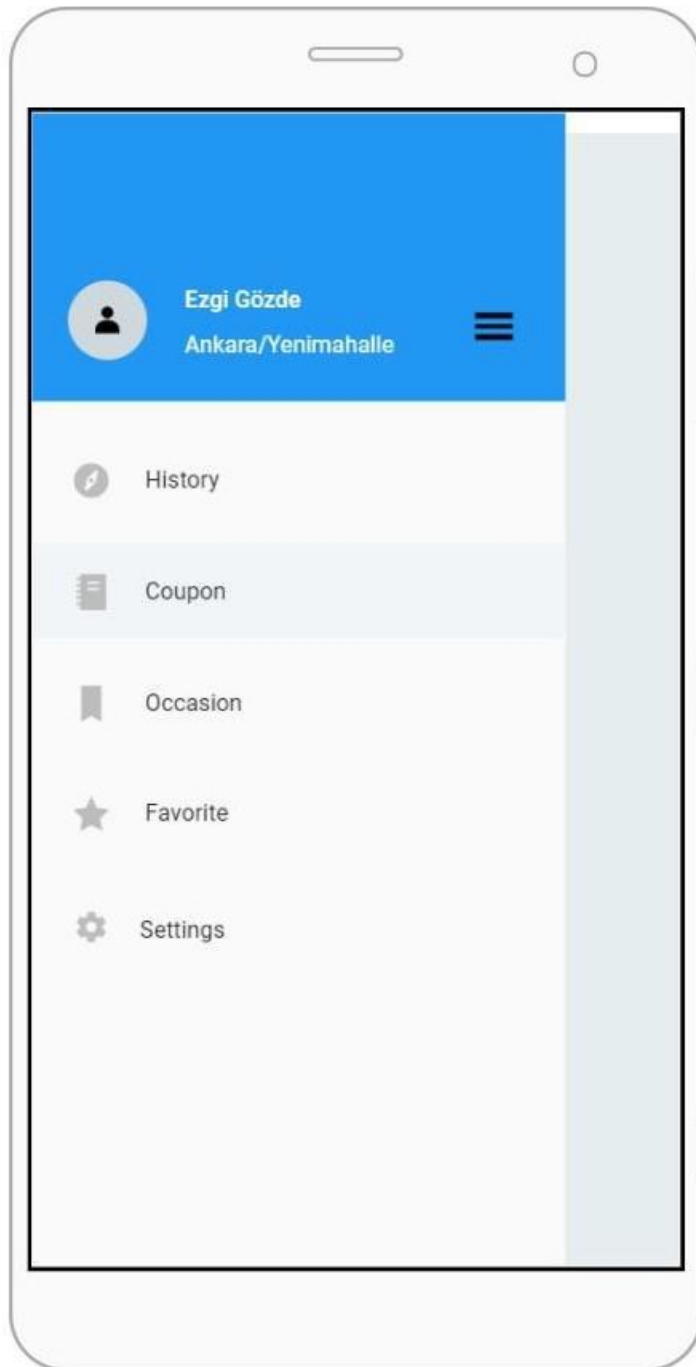 Ezgi Gözde
Ankara/Yenimahalle
History
Coupon
Occasion
Favorite
Settings